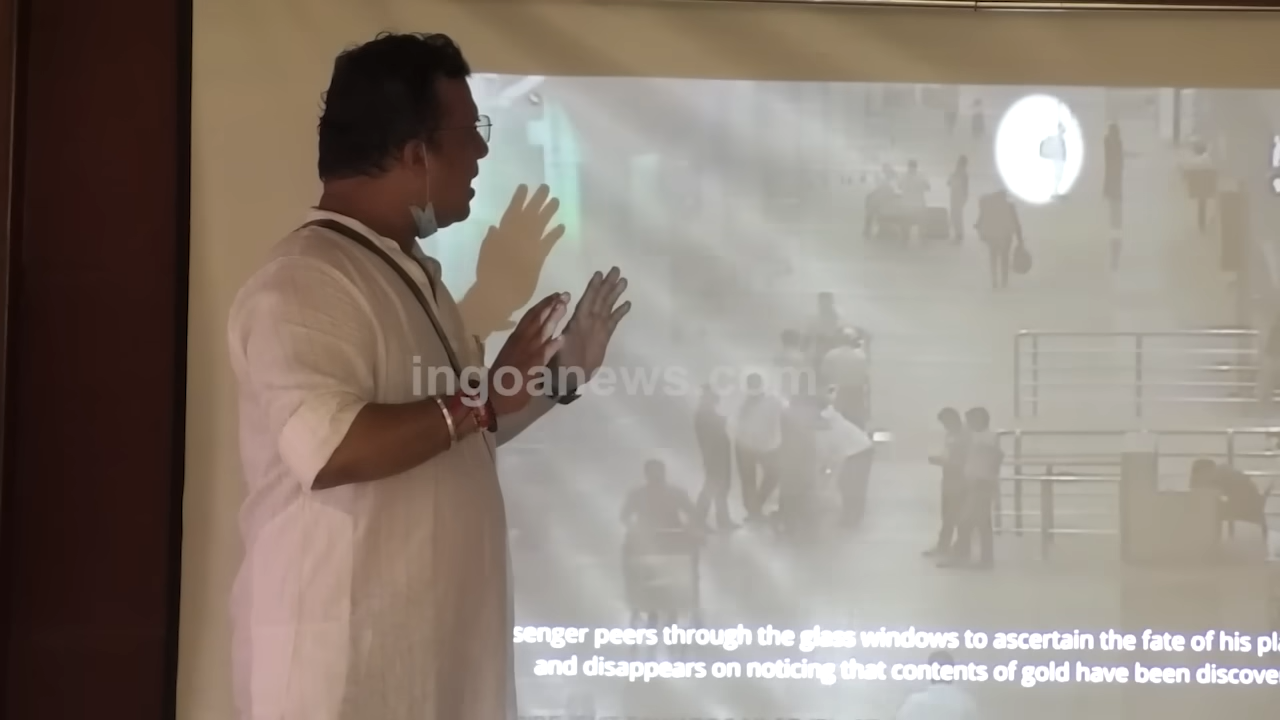 ingoanews.com
senger peers through the glass windows to ascertain the fate of his pla
and disappears on noticing that contents of gold have been discove